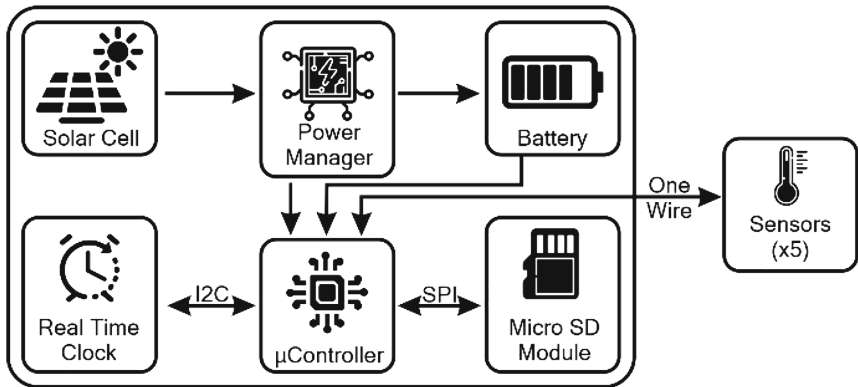 Solar Cell
Power
Manager
Battery
One
Wire
Sensors
(x5)
Real Time
Clock
I2C
µController
SPI
Micro SD
Module